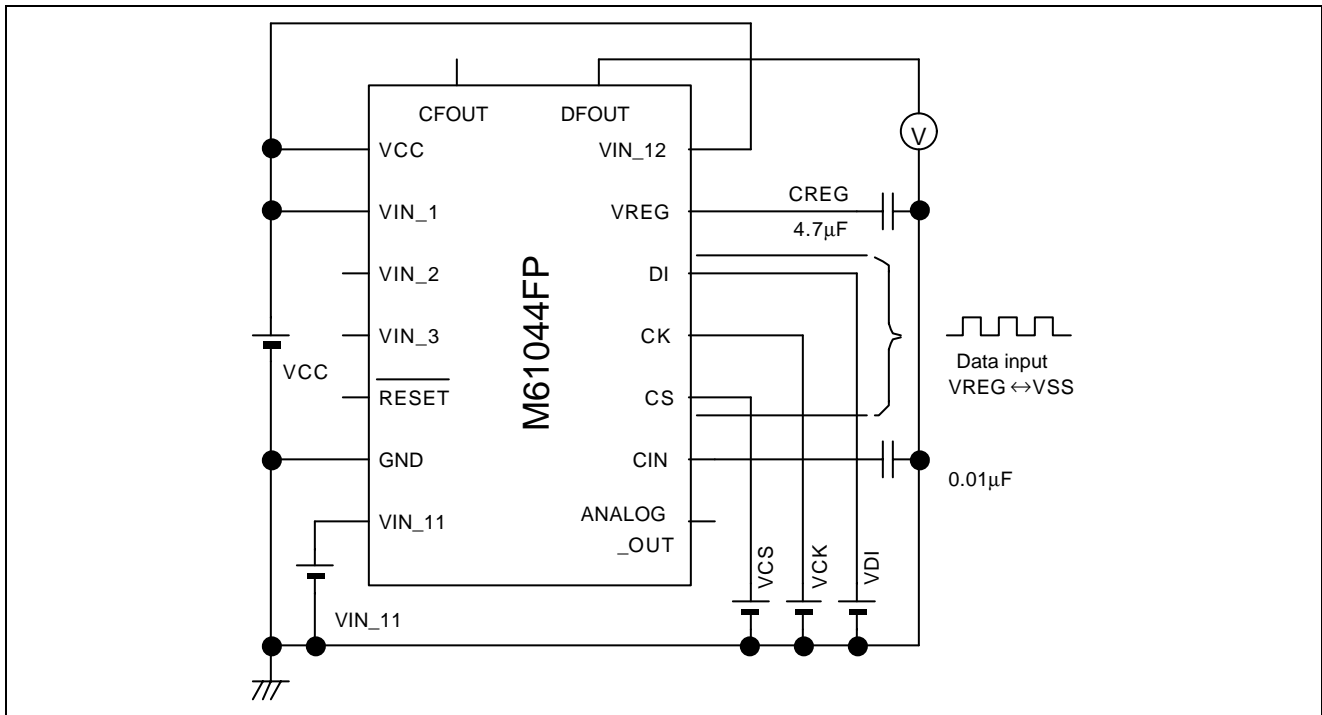 CFOUT
DFOUT
VCC
VIN_12
V
VIN_1
VREG
CREG
4.7μF
VIN_2
DI
M61044FP
VIN_3
CK
VCC
RESET
CS
Data input
VREG ↔VSS
GND
CIN
0.01μF
VIN_11
ANALOG
_OUT
VCS
VCK
VDI
VIN_11